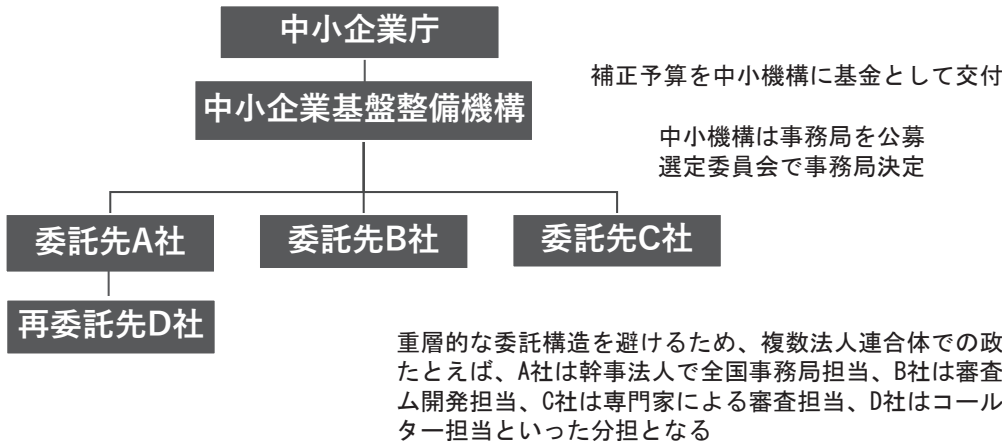 中小企業庁
補正予算を中小機構に基金として交付
中小企業基盤整備機構
中小機構は事務局を公募
選定委員会で事務局決定
委託先A社
委託先B社
委託先C社
再委託先D社
重層的な委託構造を避けるため、複数法人連合体での政
たとえば、A社は幹事法人で全国事務局担当、B社は審査
ム開発担当、C社は専門家による審査担当、D社はコール
ター担当といった分担となる